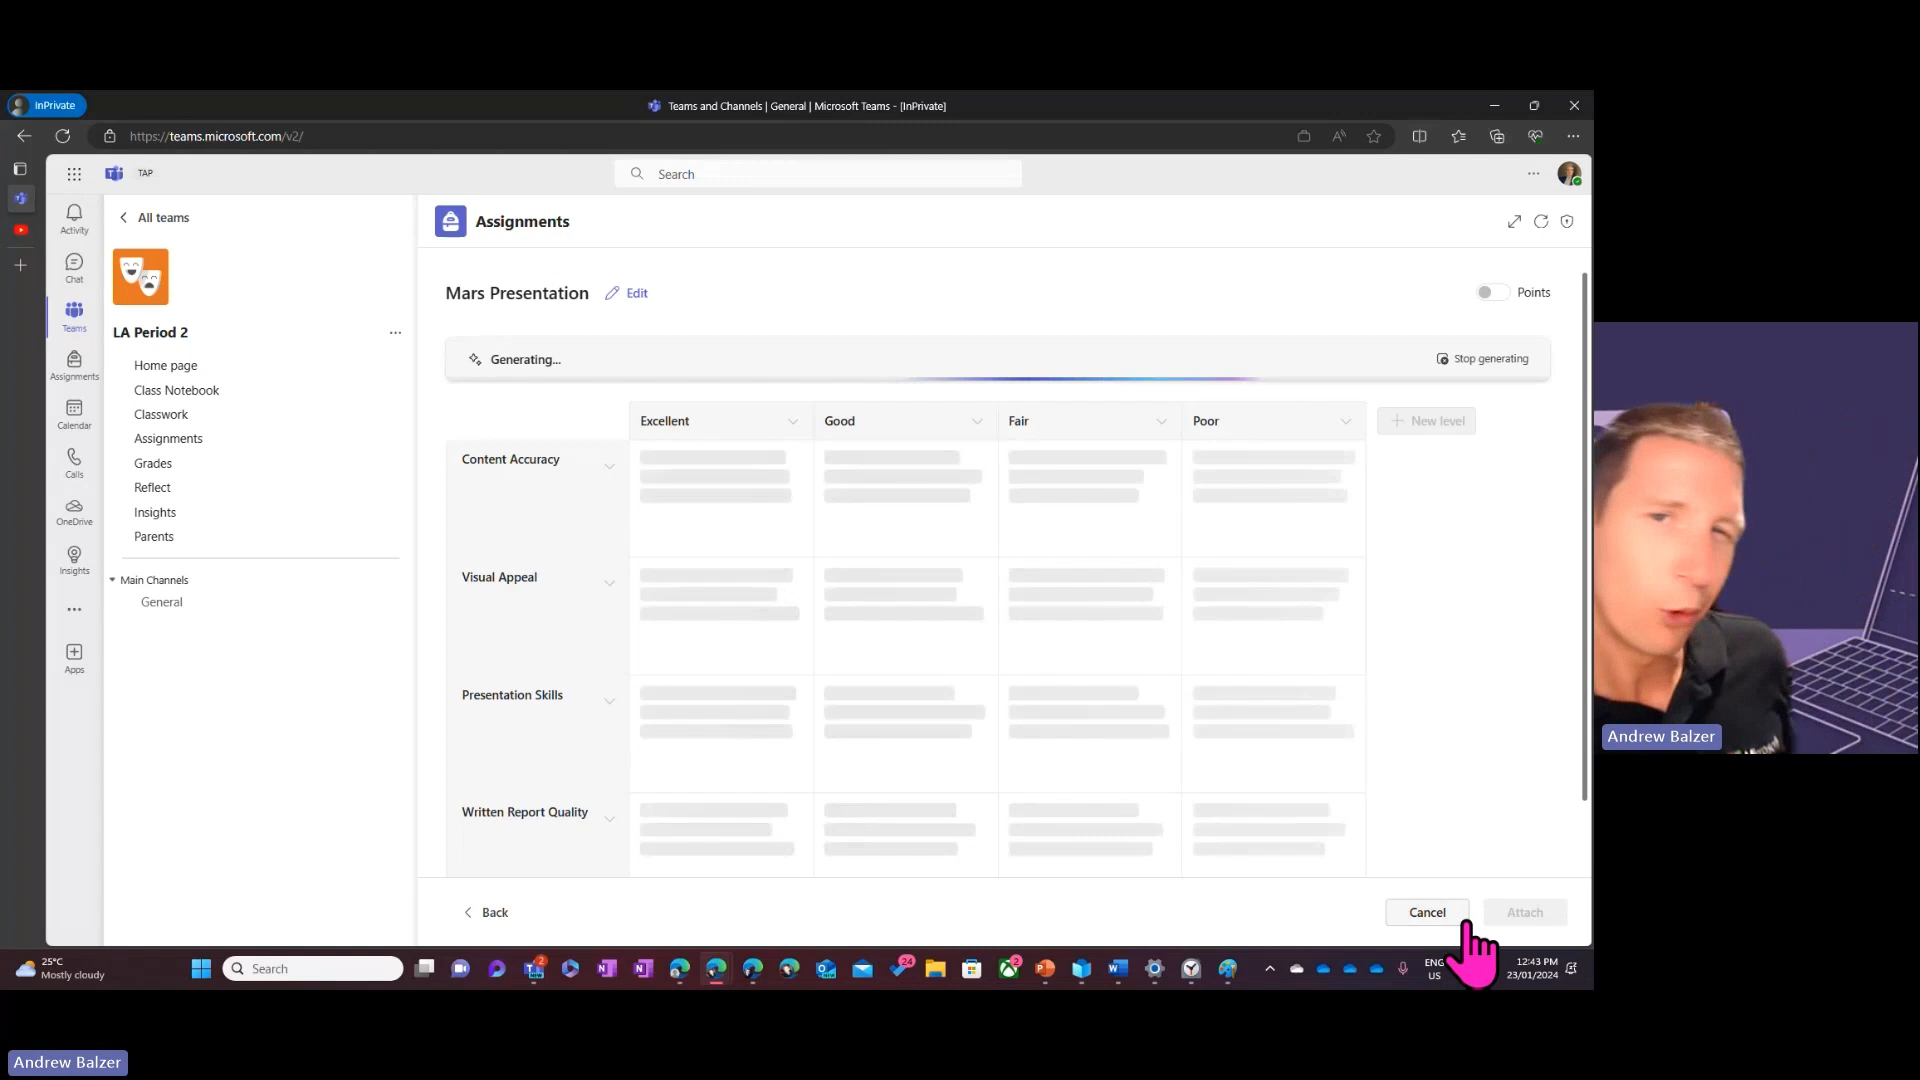 InPrivate
Teams and Channels | General | Microsoft Teams - [InPrivate]
https://teams.microsoft.com/v2/
TAP
Search
Activity
Chat
Teams
Assignments
Calendar
Calls
OneDrive
Insights
Apps
All teams
LA Period 2
Home page
Class Notebook
Classwork
Assignments
Grades
Reflect
Insights
Parents
Main Channels
General
Assignments
Mars Presentation
Edit
Points
Generating...
Stop generating
Excellent
Good
Fair
Poor
New level
Content Accuracy
Visual Appeal
Presentation Skills
Written Report Quality
Back
Cancel
Attach
Andrew Balzer
25°C
Mostly cloudy
Search
2
24
2
ENG
US
12:43 PM
23/01/2024
Andrew Balzer